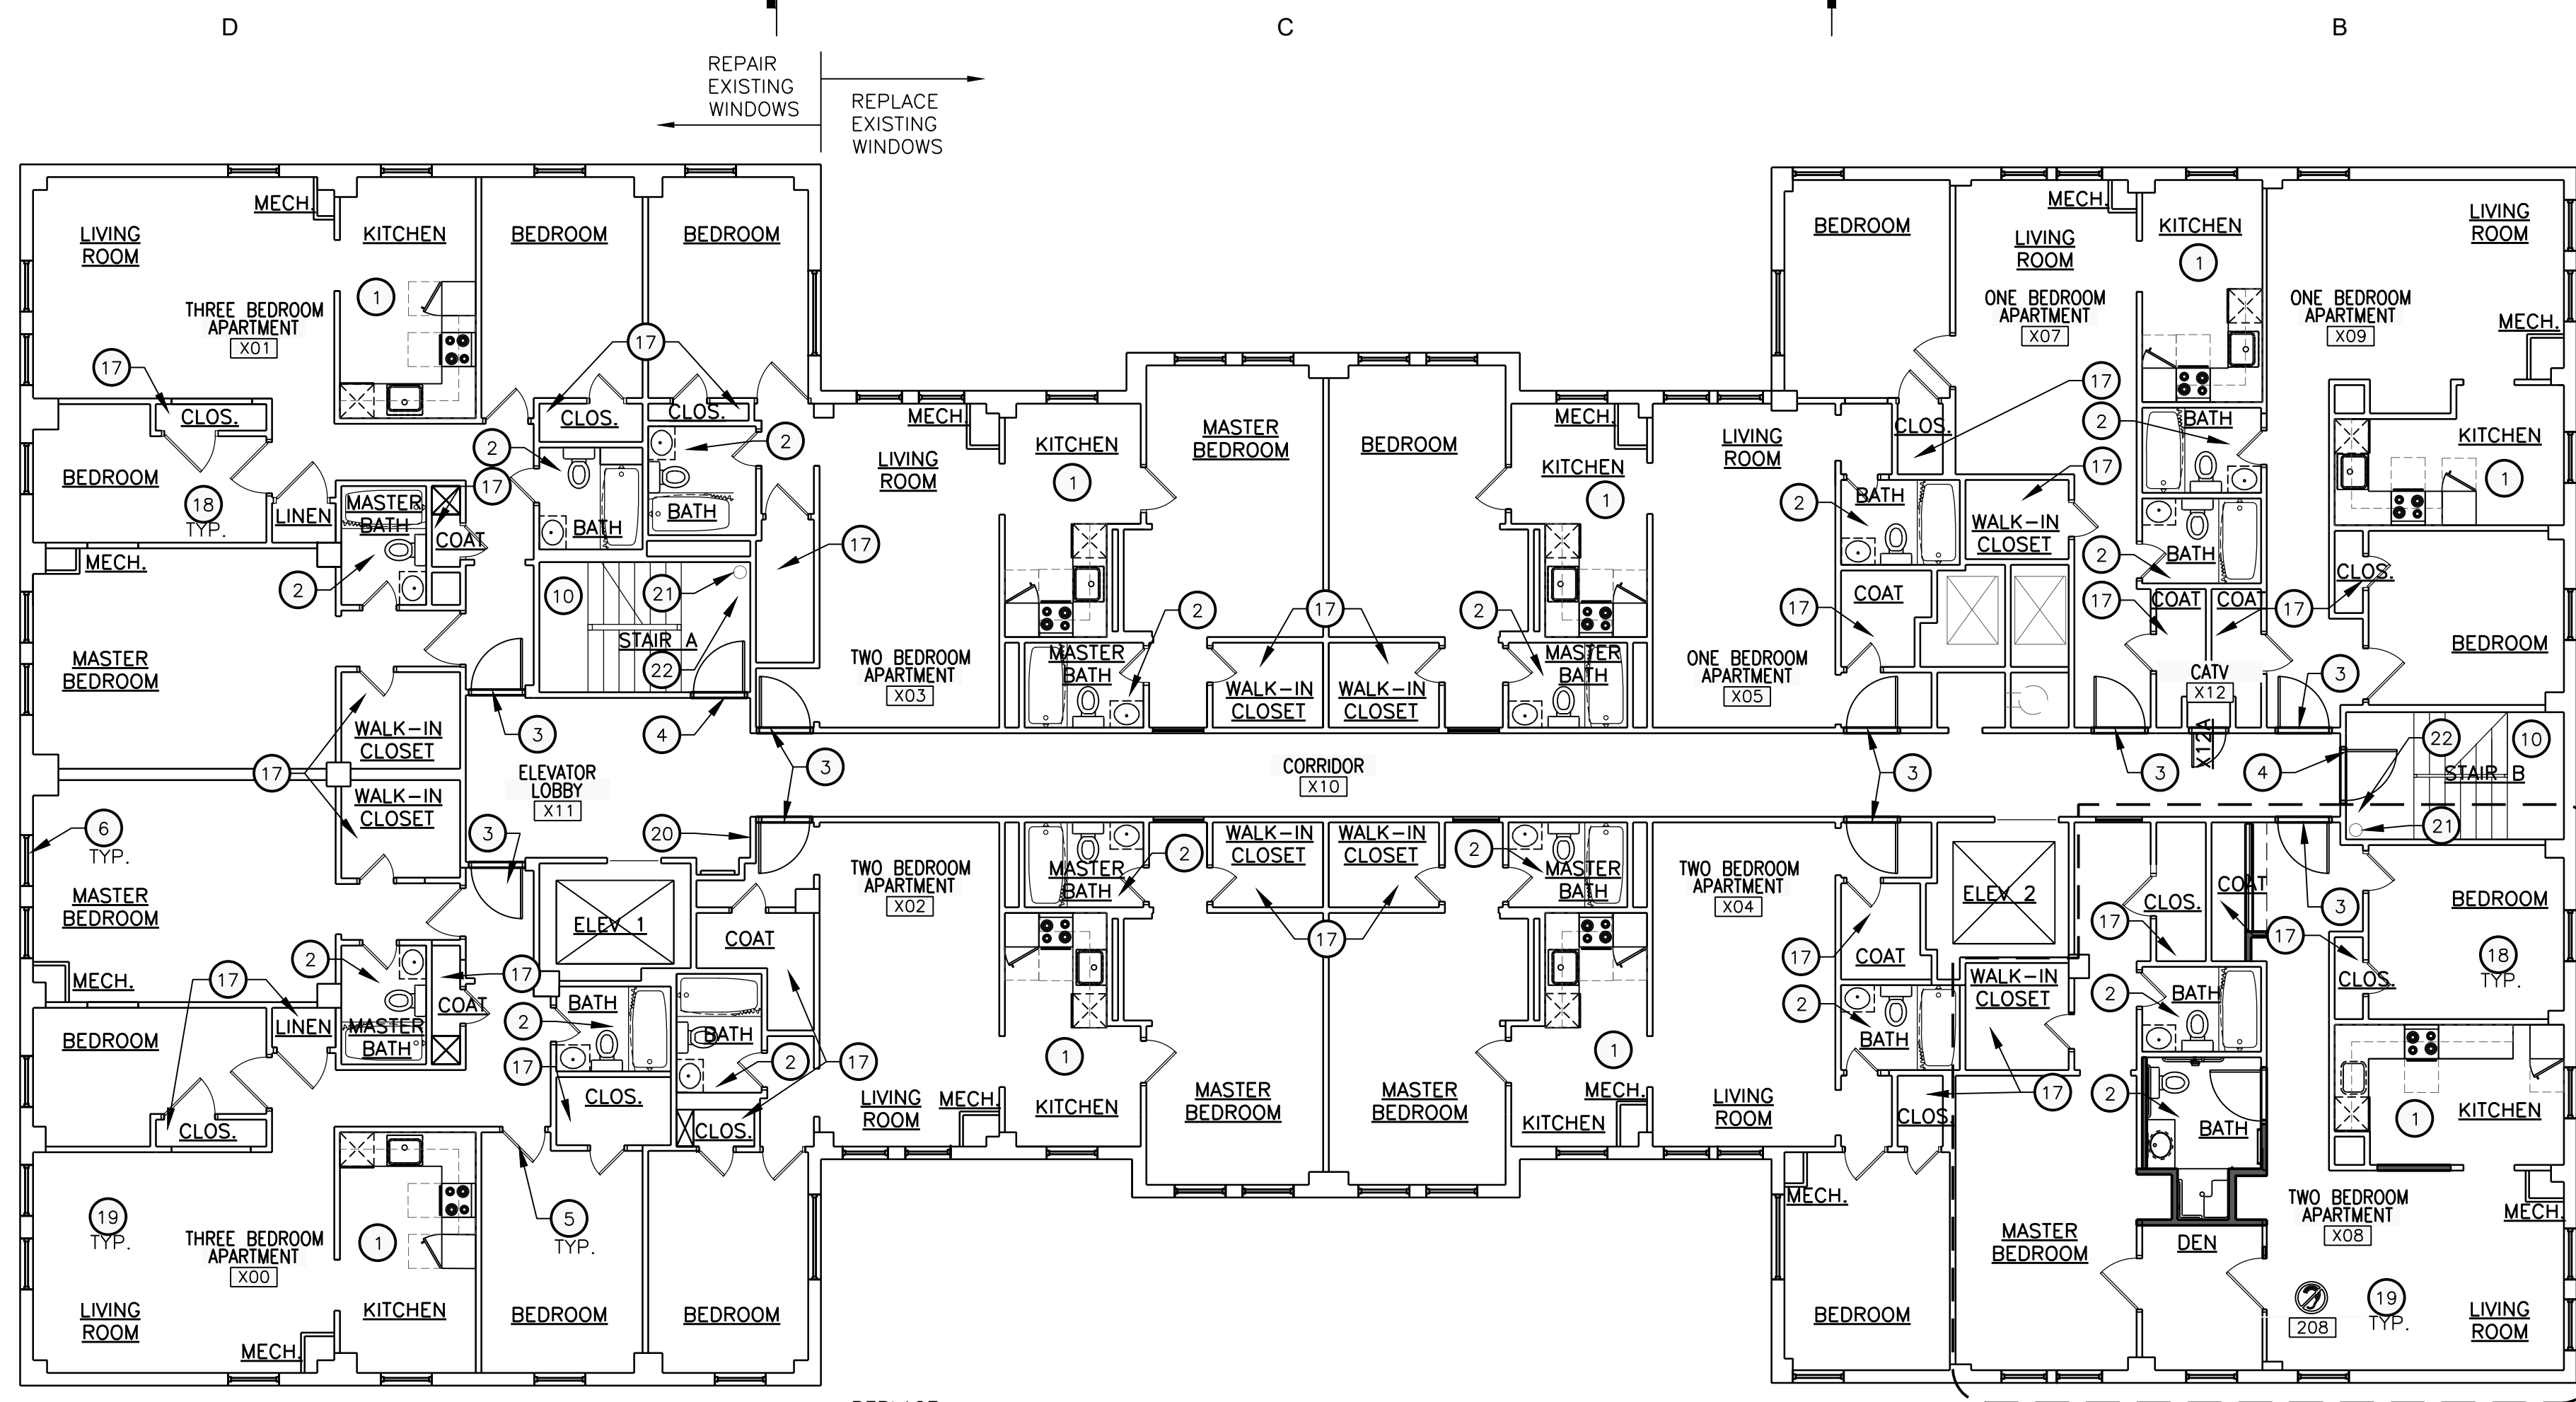 D
C
B
REPAIR
EXISTING
WINDOWS
REPLACE
EXISTING
WINDOWS
MECH.
LIVING
ROOM
KITCHEN
BEDROOM
BEDROOM
1
THREE BEDROOM
APARTMENT
X01
17
17
CLOS.
CLOS.
CLOS.
2
2
BEDROOM
18
TYP.
LINEN
MASTER
BATH
17
COAT
BATH
BATH
MECH.
2
10
21
STAIR A
22
17
MASTER
BEDROOM
WALK-IN
CLOSET
3
4
17
WALK-IN
CLOSET
ELEVATOR
LOBBY
X11
3
6
TYP.
3
20
MASTER
BEDROOM
ELEV 1
COAT
MECH.
2
17
17
COAT
BATH
2
BATH
BEDROOM
LINEN
MASTER
BATH
17
2
17
CLOS.
CLOS.
CLOS.
19
TYP.
THREE BEDROOM
APARTMENT
X00
1
5
TYP.
LIVING
ROOM
KITCHEN
BEDROOM
BEDROOM
MECH.
MECH.
LIVING
ROOM
KITCHEN
1
MASTER
BEDROOM
BEDROOM
MECH.
KITCHEN
1
LIVING
ROOM
2
17
2
TWO BEDROOM
APARTMENT
X03
MASTER
BATH
WALK-IN
CLOSET
WALK-IN
CLOSET
MASTER
BATH
ONE BEDROOM
APARTMENT
X05
CORRIDOR
X10
TWO BEDROOM
APARTMENT
X02
MASTER
BATH
2
WALK-IN
CLOSET
WALK-IN
CLOSET
2
MASTER
BATH
TWO BEDROOM
APARTMENT
X04
17
1
1
LIVING
ROOM
MECH.
KITCHEN
MASTER
BEDROOM
MASTER
BEDROOM
MECH.
KITCHEN
LIVING
ROOM
BEDROOM
MECH.
LIVING
ROOM
KITCHEN
1
LIVING
ROOM
ONE BEDROOM
APARTMENT
X07
ONE BEDROOM
APARTMENT
X09
MECH.
17
CLOS.
2
BATH
KITCHEN
17
1
2
BATH
WALK-IN
CLOSET
2
BATH
CLOS.
17
COAT
17
COAT
COAT
17
BEDROOM
CATV
X12
3
X12A
3
3
4
22
10
STAIR B
21
ELEV 2
CLOS.
COAT
3
BEDROOM
17
COAT
17
17
18
TYP.
WALK-IN
CLOSET
2
BATH
CLOS.
2
BATH
17
CLOS.
2
BATH
1
KITCHEN
MECH.
MASTER
BEDROOM
DEN
TWO BEDROOM
APARTMENT
X08
MECH.
BEDROOM
208
19
TYP.
LIVING
ROOM